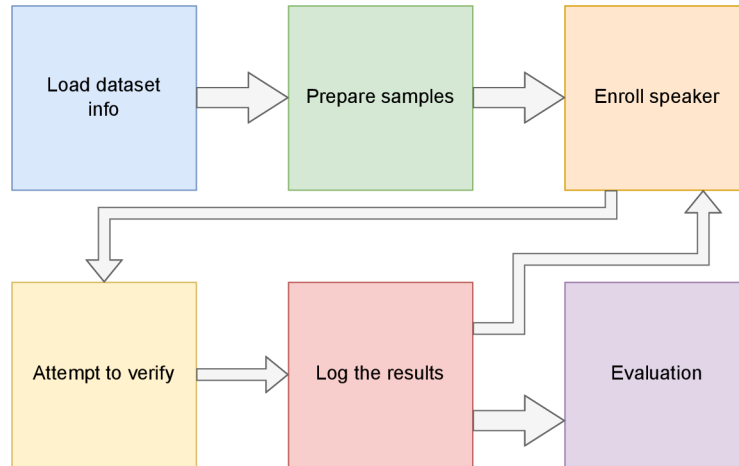 Load dataset
info
Prepare samples
Enroll speaker
Attempt to verify
Log the results
Evaluation